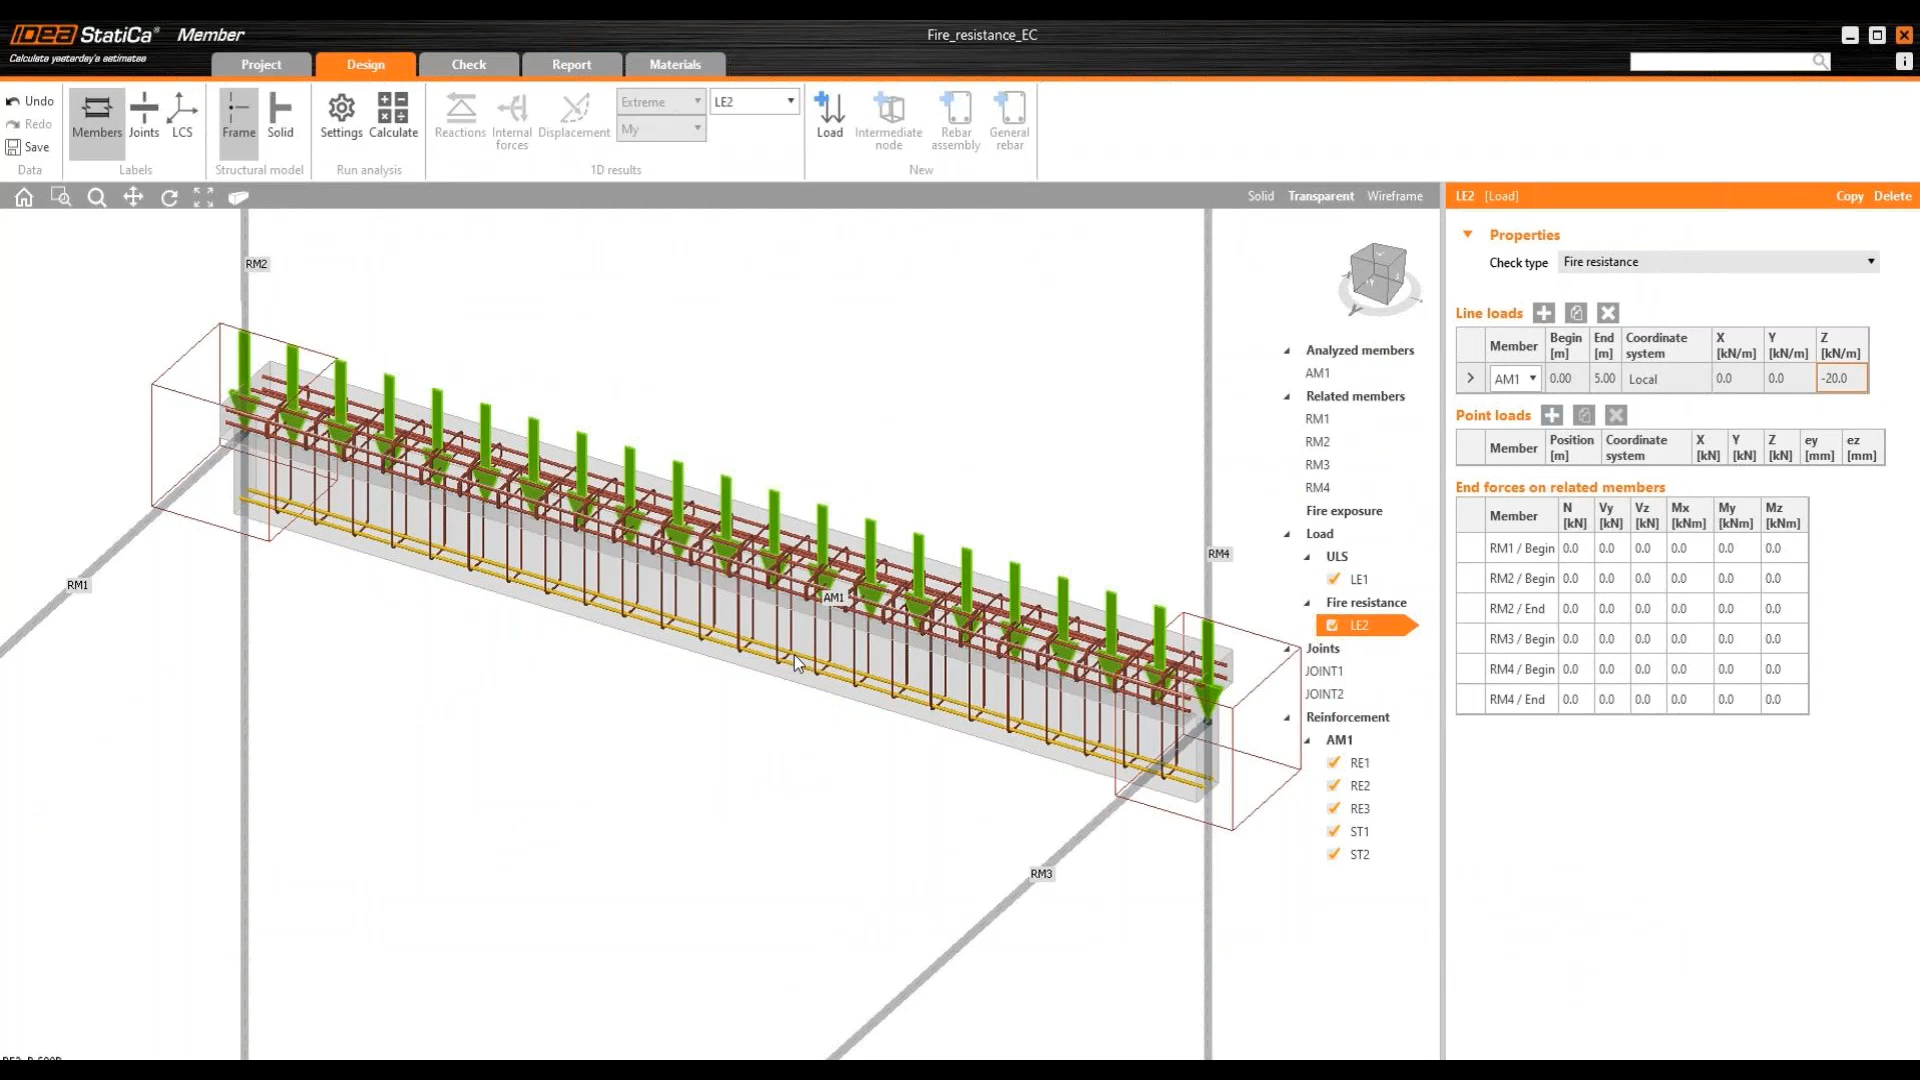 IDEA StatiCa® Member
Calculate yesterday's estimates
Fire_resistance_EC
Project Design Check Report Materials
Undo
Redo
Save
Data
Members Joints LCS
Labels
Frame Solid
Structural model
Settings Calculate
Run analysis
Reactions Internal forces Displacement
Extreme LE2
My
1D results
Load Intermediate node Rebar assembly General rebar
New
Solid Transparent Wireframe
RM2
RM1
AM1
RM4
RM3
Analyzed members
AM1
Related members
RM1
RM2
RM3
RM4
Fire exposure
Load
ULS
LE1
Fire resistance
LE2
Joints
JOINT1
JOINT2
Reinforcement
AM1
RE1
RE2
RE3
ST1
ST2
LE2 [Load] Copy Delete
Properties
Check type Fire resistance
Line loads
Member Begin [m] End [m] Coordinate system X [kN/m] Y [kN/m] Z [kN/m]
AM1 0.00 5.00 Local 0.0 0.0 -20.0
Point loads
Member Position [m] Coordinate system X [kN] Y [kN] Z [kN] ey [mm] ez [mm]
End forces on related members
Member N [kN] Vy [kN] Vz [kN] Mx [kNm] My [kNm] Mz [kNm]
RM1 / Begin 0.0 0.0 0.0 0.0 0.0 0.0
RM2 / Begin 0.0 0.0 0.0 0.0 0.0 0.0
RM2 / End 0.0 0.0 0.0 0.0 0.0 0.0
RM3 / Begin 0.0 0.0 0.0 0.0 0.0 0.0
RM4 / Begin 0.0 0.0 0.0 0.0 0.0 0.0
RM4 / End 0.0 0.0 0.0 0.0 0.0 0.0